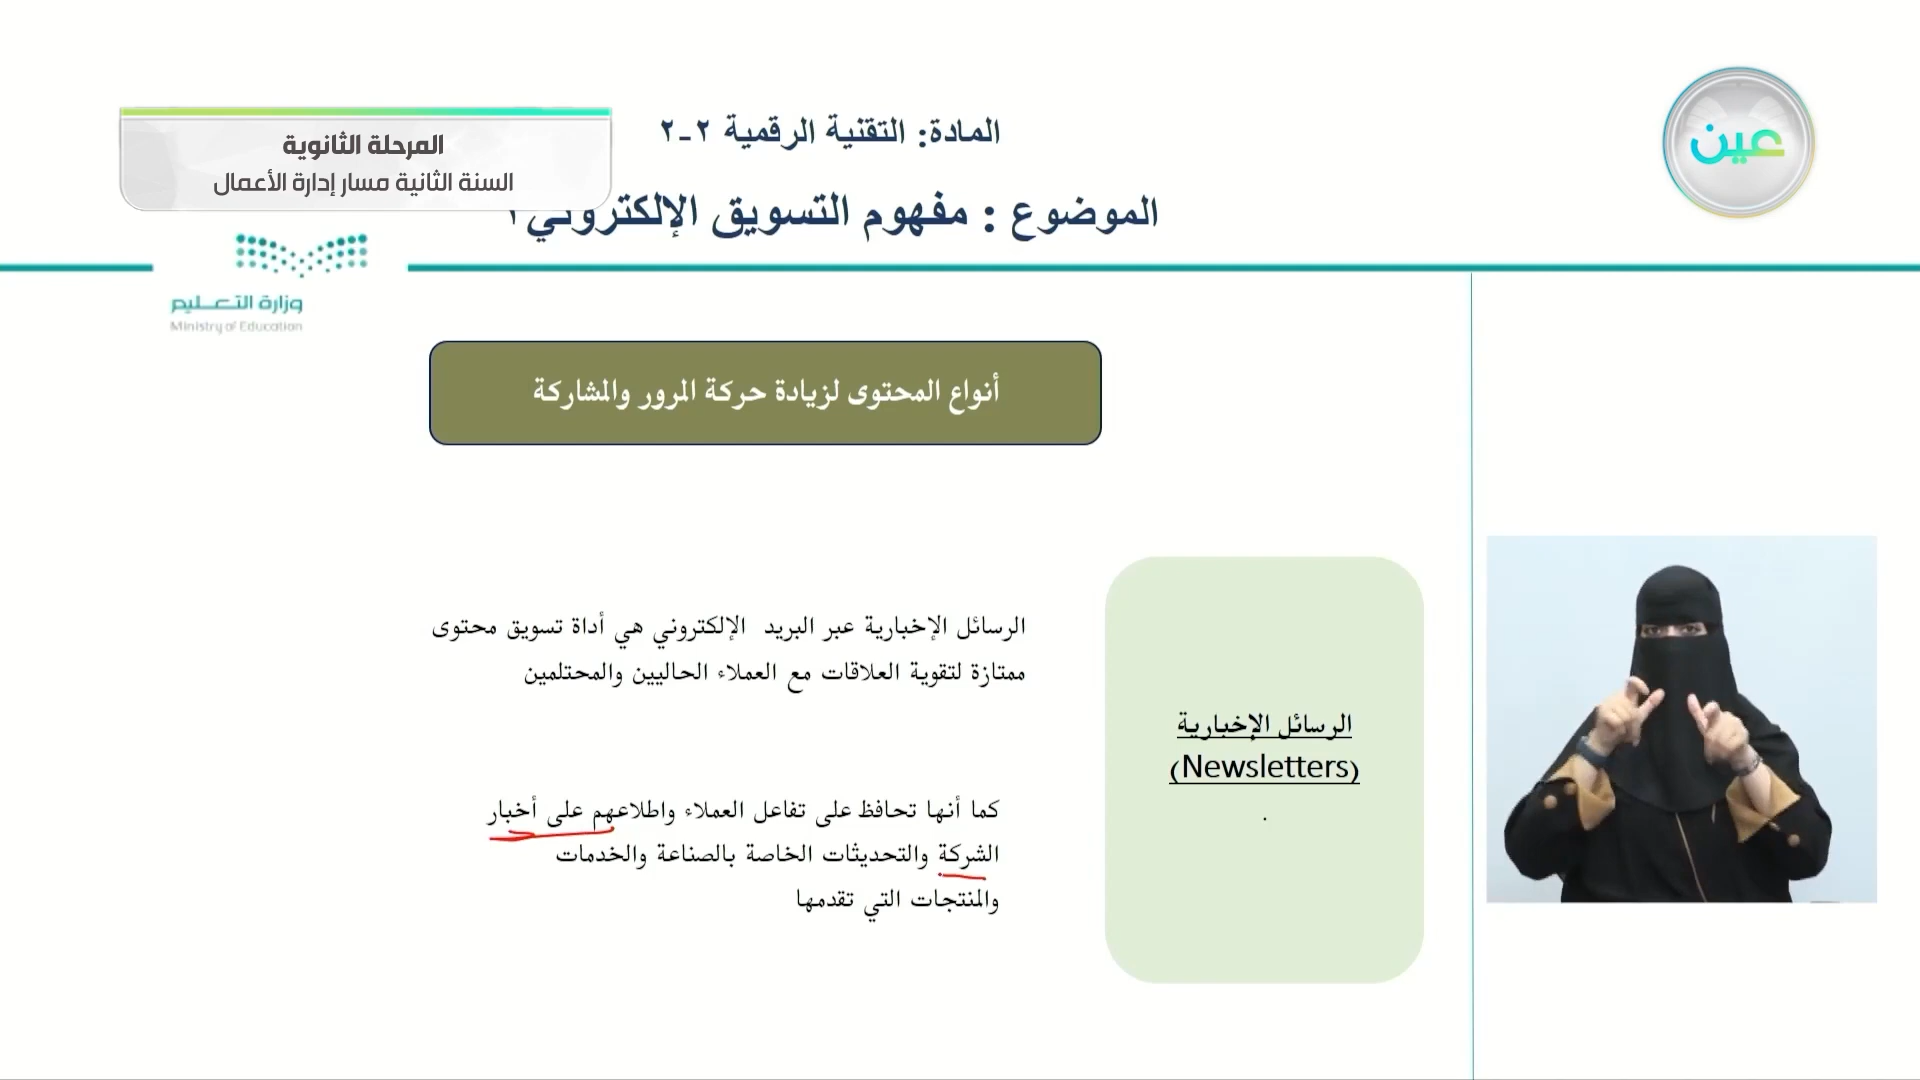 المرحلة الثانوية
السنة الثانية مسار إدارة الأعمال
المادة: التقنية الرقمية ٢-٢
الموضوع : مفهوم التسويق الإلكتروني
عين
وزارة التعليم
Ministry of Education
أنواع المحتوى لزيادة حركة المرور والمشاركة
الرسائل الإخبارية
(Newsletters)
.
الرسائل الإخبارية عبر البريد الإلكتروني هي أداة تسويق محتوى
ممتازة لتقوية العلاقات مع العملاء الحاليين والمحتلمين
كما أنها تحافظ على تفاعل العملاء واطلاعهم على أخبار
الشركة والتحديثات الخاصة بالصناعة والخدمات
والمنتجات التي تقدمها